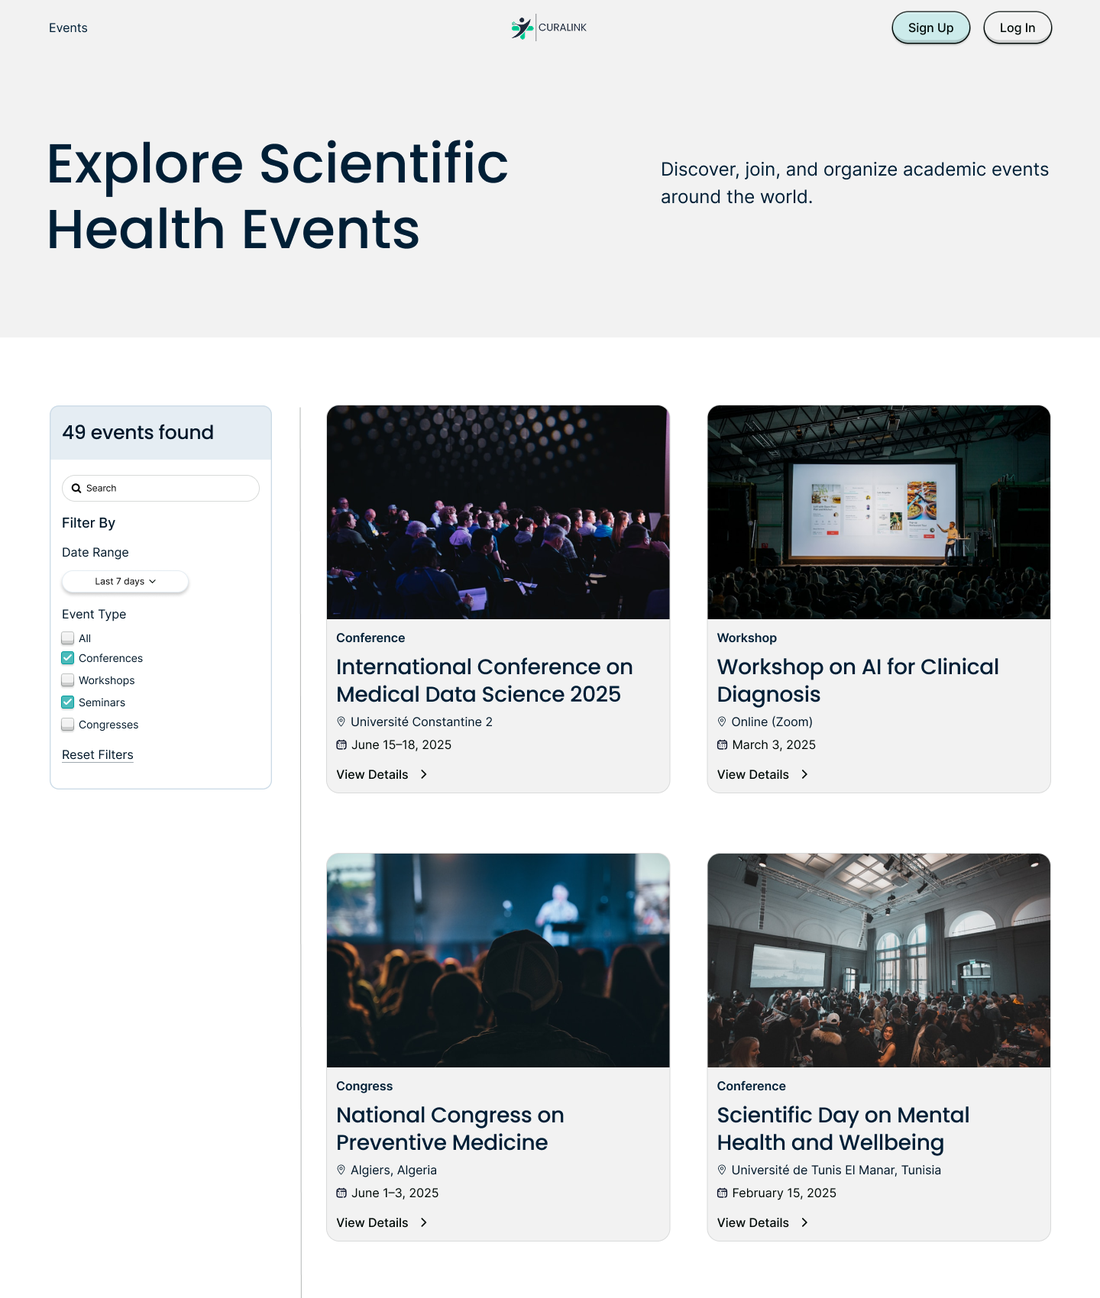 Events
CURALINK
Sign Up
Log In
Explore Scientific
Health Events
Discover, join, and organize academic events
around the world.
49 events found
Search
Filter By
Date Range
Last 7 days
Event Type
All
Conferences
Workshops
Seminars
Congresses
Reset Filters
Conference
International Conference on
Medical Data Science 2025
Université Constantine 2
June 15–18, 2025
View Details
Workshop
Workshop on AI for Clinical
Diagnosis
Online (Zoom)
March 3, 2025
View Details
Congress
National Congress on
Preventive Medicine
Algiers, Algeria
June 1–3, 2025
View Details
Conference
Scientific Day on Mental
Health and Wellbeing
Université de Tunis El Manar, Tunisia
February 15, 2025
View Details